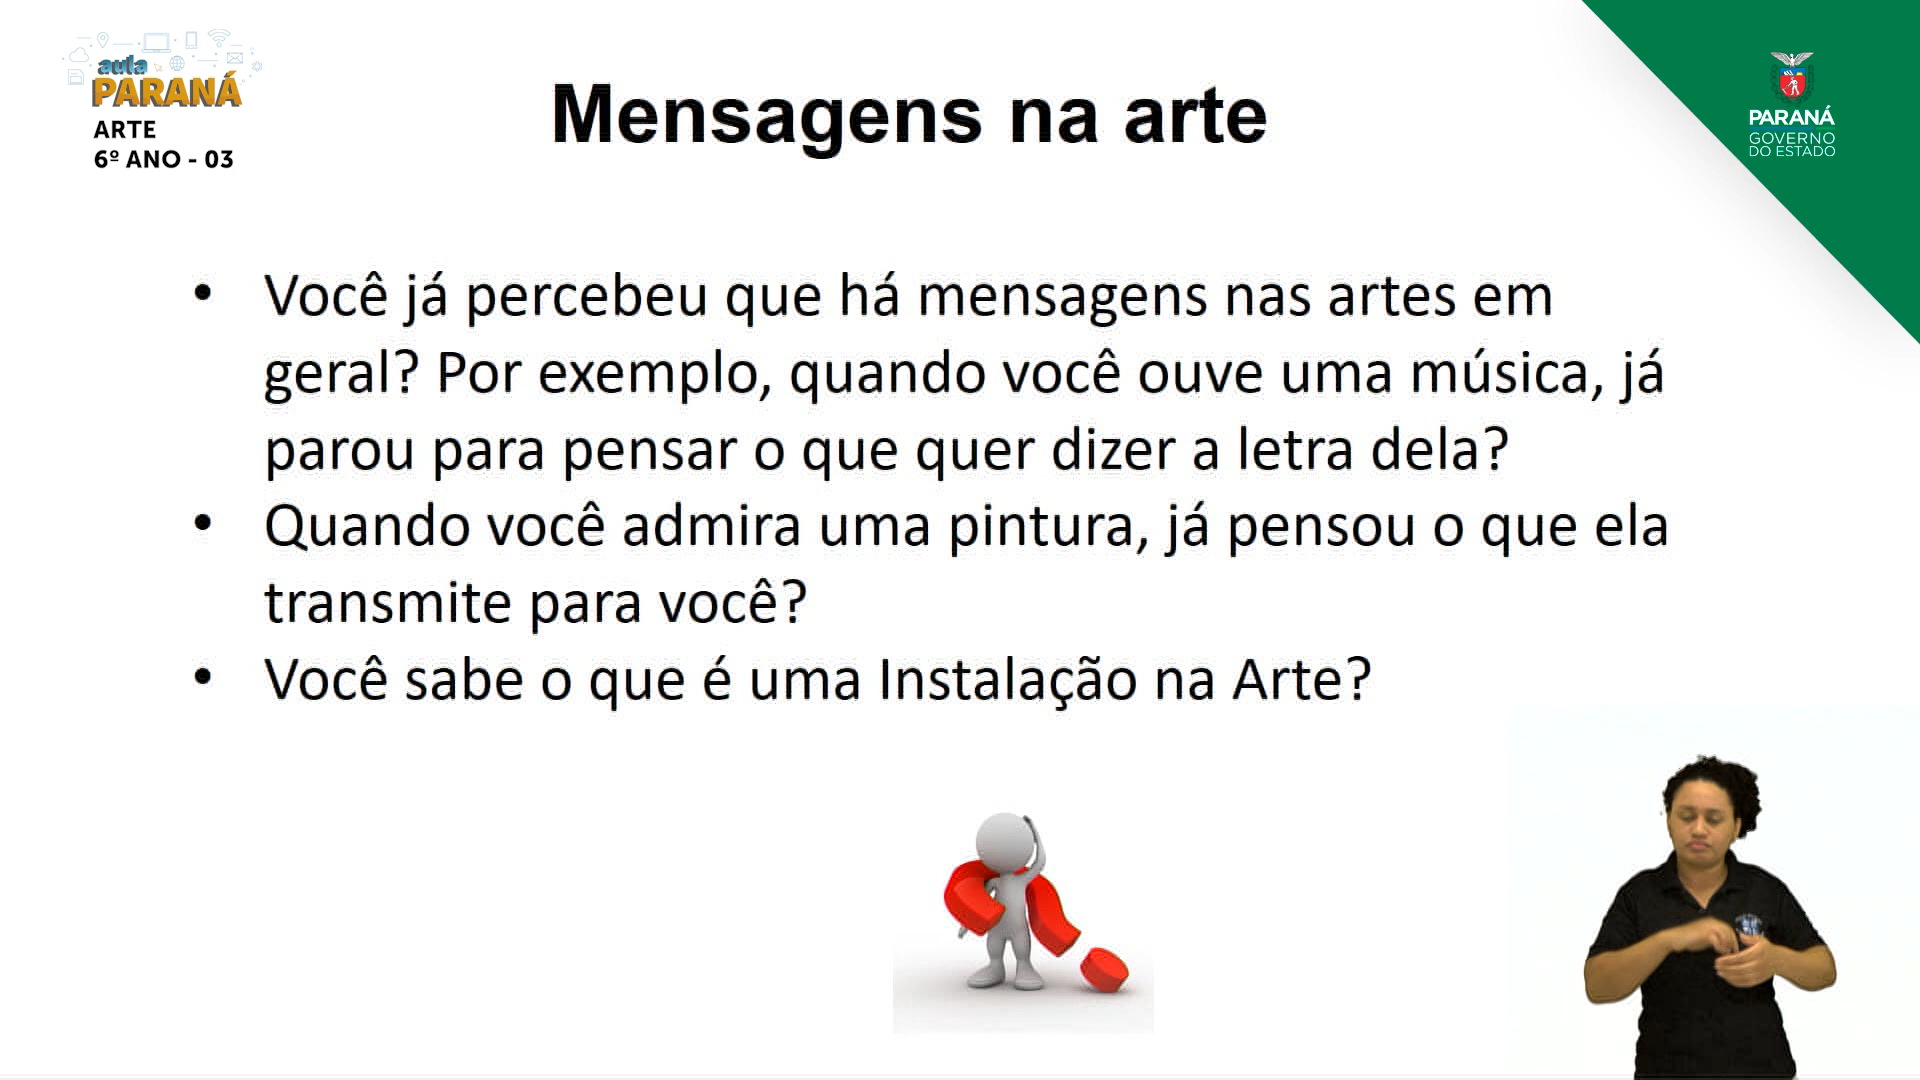 aula
PARANÁ
ARTE
6º ANO - 03
Mensagens na arte
PARANÁ
GOVERNO
DO ESTADO
• Você já percebeu que há mensagens nas artes em
geral? Por exemplo, quando você ouve uma música, já
parou para pensar o que quer dizer a letra dela?
• Quando você admira uma pintura, já pensou o que ela
transmite para você?
• Você sabe o que é uma Instalação na Arte?